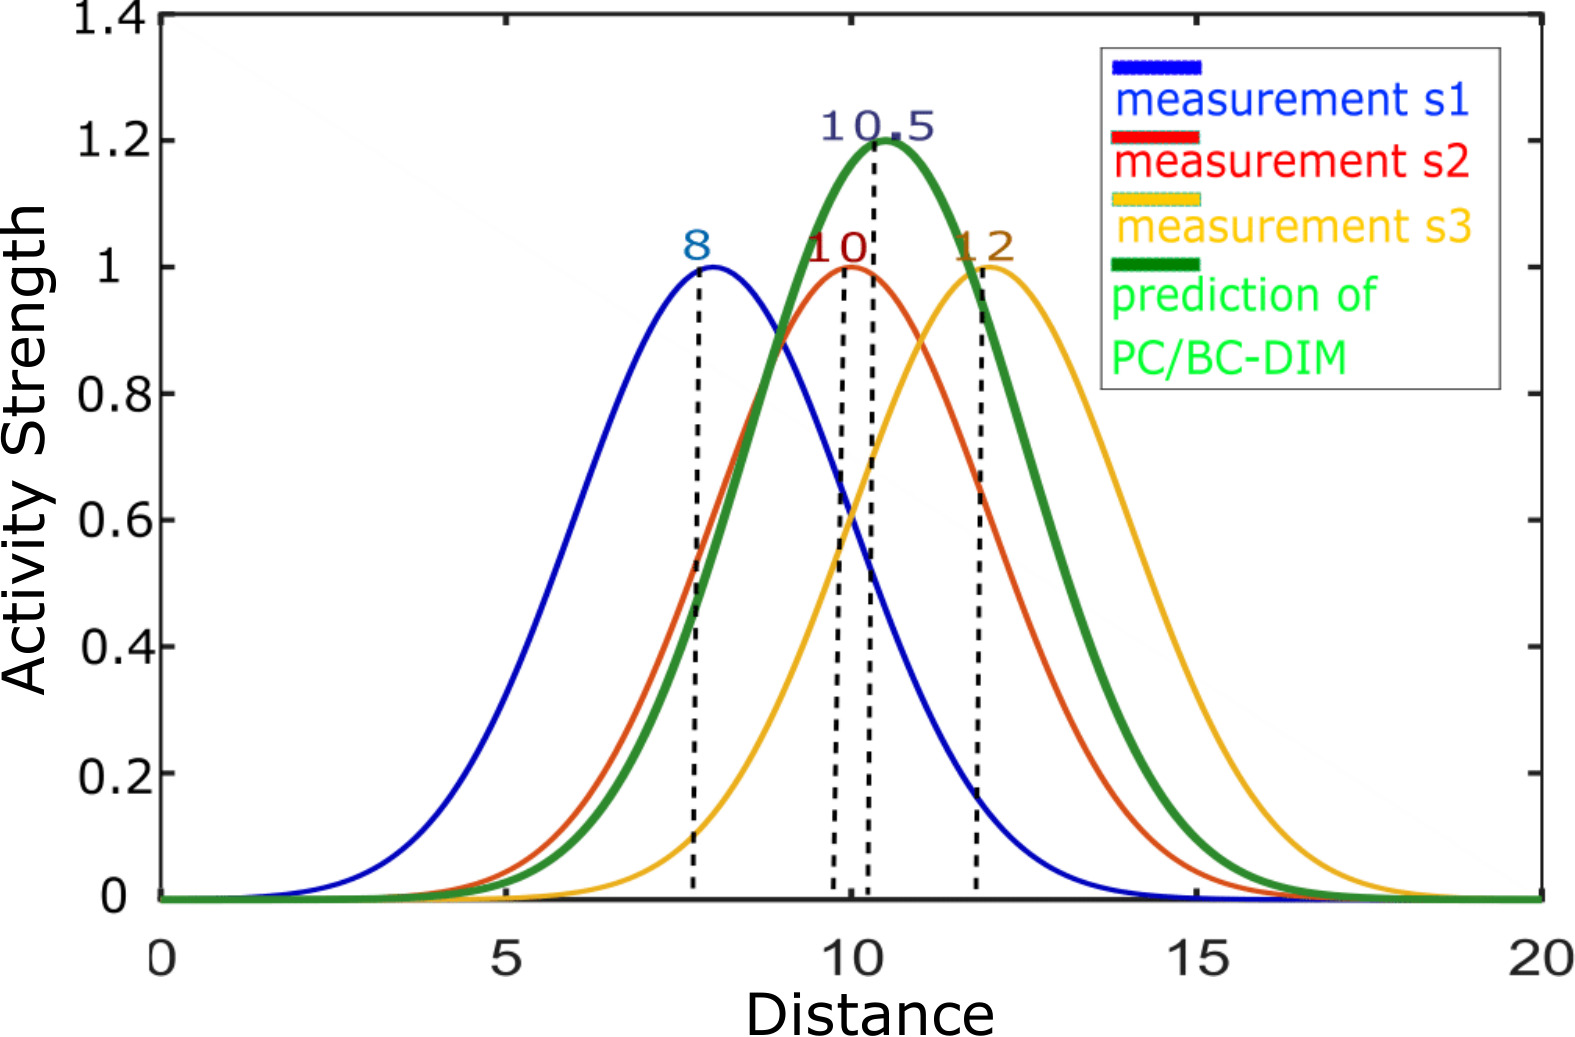 1.4
1.2
1
0.8
0.6
0.4
0.2
0
Activity Strength
10.5
8
10
12
measurement s1
measurement s2
measurement s3
prediction of
PC/BC-DIM
0
5
10
15
20
Distance